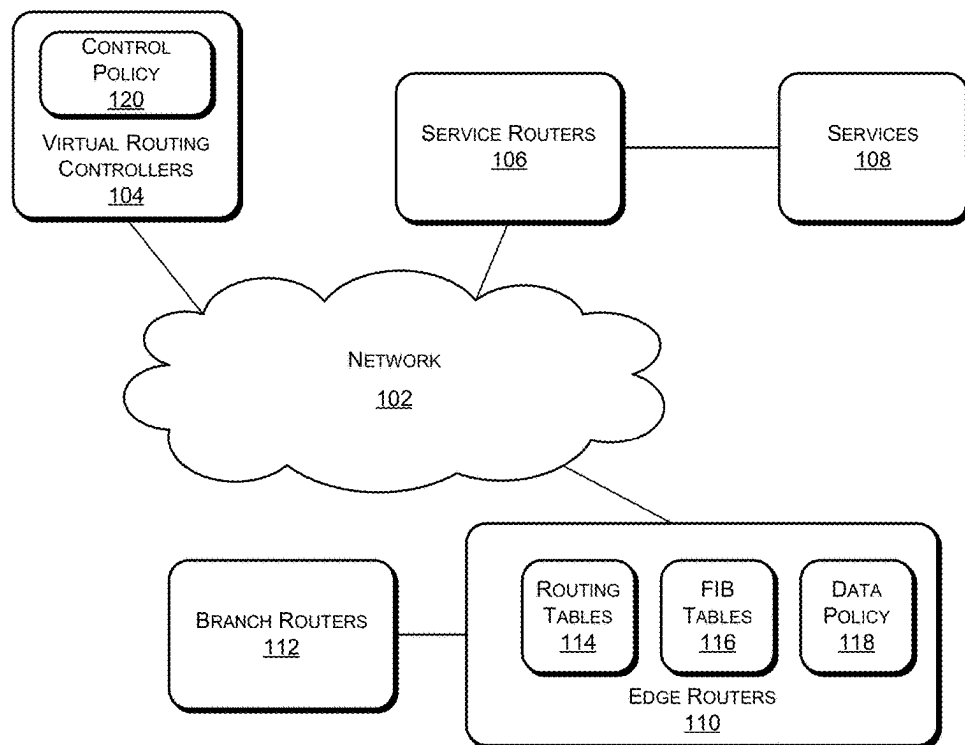 CONTROL
POLICY
120
VIRTUAL ROUTING
CONTROLLERS
104
SERVICE ROUTERS
106
SERVICES
108
NETWORK
102
BRANCH ROUTERS
112
ROUTING
TABLES
114
FIB
TABLES
116
DATA
POLICY
118
EDGE ROUTERS
110